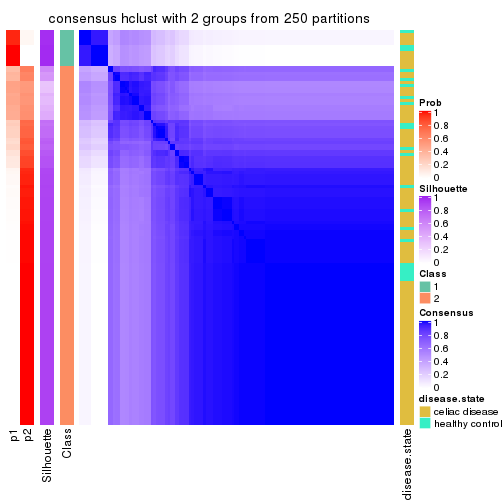 consensus hclust with 2 groups from 250 partitions
Prob
1
0.8
0.6
0.4
0.2
0
Silhouette
1
0.8
0.6
0.4
0.2
0
Class
1
2
Consensus
1
0.8
0.6
0.4
0.2
0
disease.state
celiac disease
healthy control
p1
p2
Silhouette
Class
disease.state